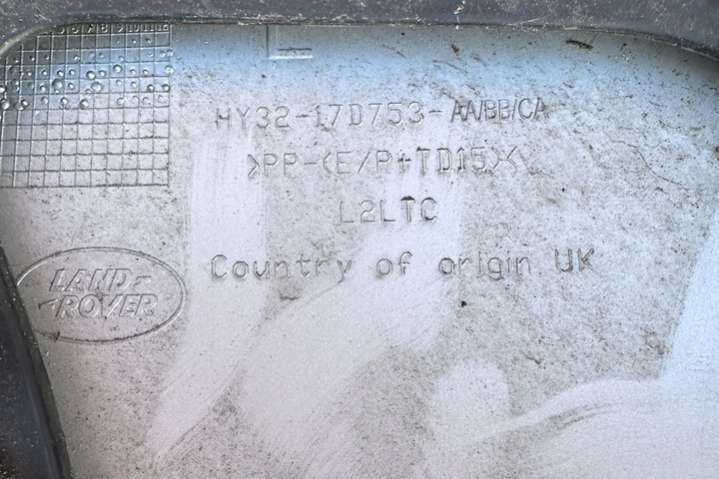 HY32-17D753-AA/BB/CA
>PP-<E/P+TD15><
L2LTC
Country of origin UK
LAND-
-ROVER